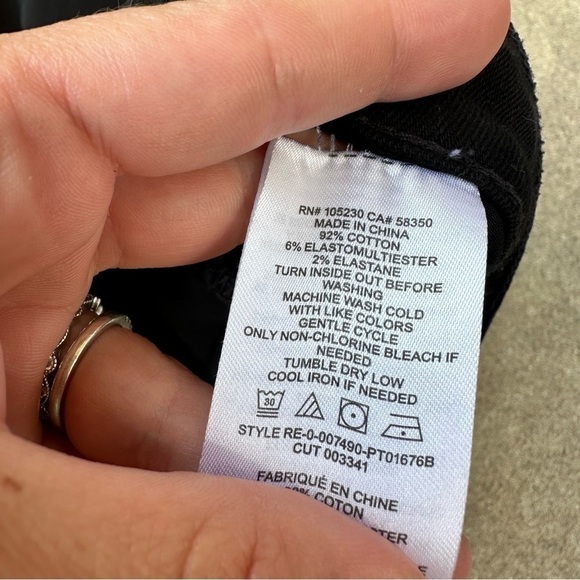 RN# 105230 CA# 58350
MADE IN CHINA
92% COTTON
6% ELASTOMULTIESTER
2% ELASTANE
TURN INSIDE OUT BEFORE
WASHING
MACHINE WASH COLD
WITH LIKE COLORS
GENTLE CYCLE
ONLY NON-CHLORINE BLEACH IF
NEEDED
TUMBLE DRY LOW
COOL IRON IF NEEDED
30
STYLE RE-0-007490-PT01676B
CUT 003341
FABRIQUÉ EN CHINE
COTON